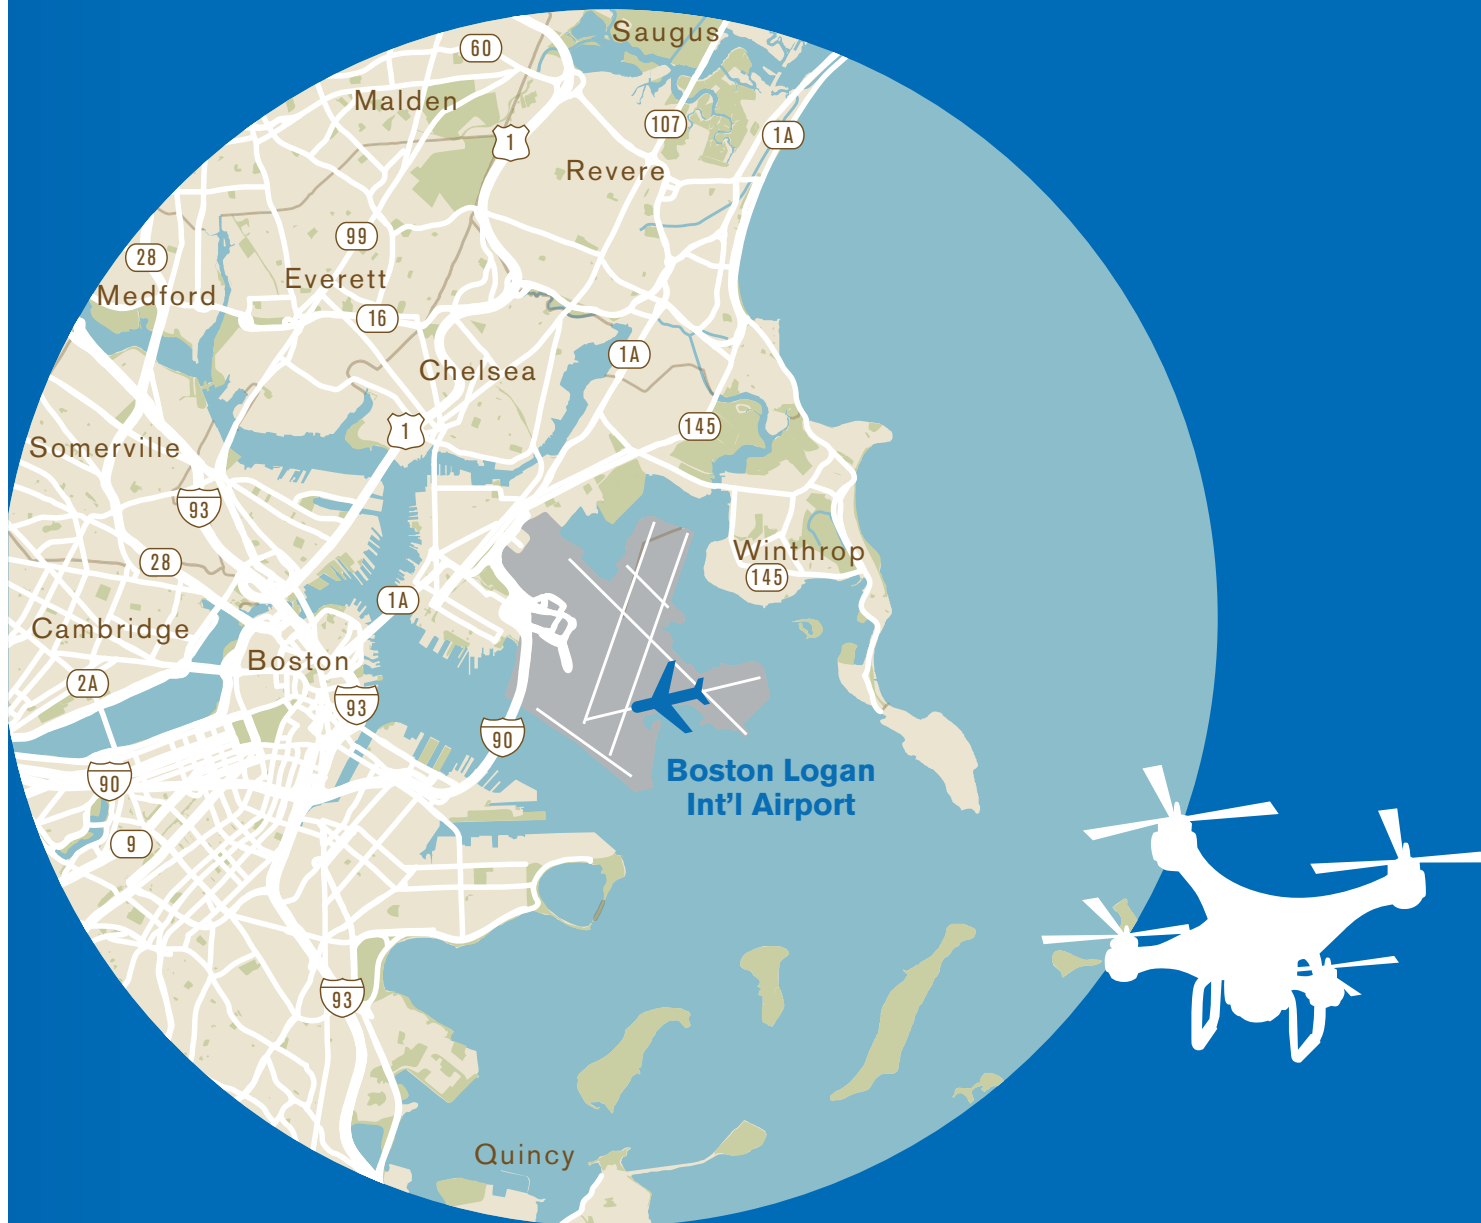 Saugus
60
Malden
107
1
1A
Revere
99
28
Everett
Medford
16
1A
Chelsea
145
1
Somerville
93
Winthrop
28
145
1A
Cambridge
Boston
2A
93
90
Boston Logan
Int'l Airport
90
9
93
Quincy